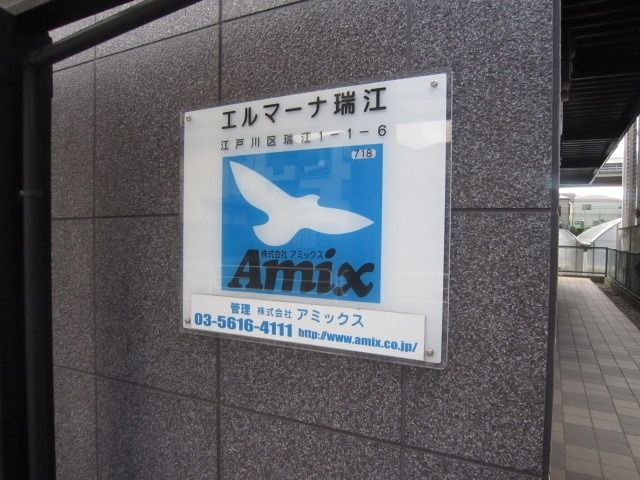 エルマーナ瑞江
江戸川区瑞江1-1-6
718
株式会社 アミックス
Amix
管理 株式会社 アミックス
03-5616-4111 http://www.amix.co.jp/